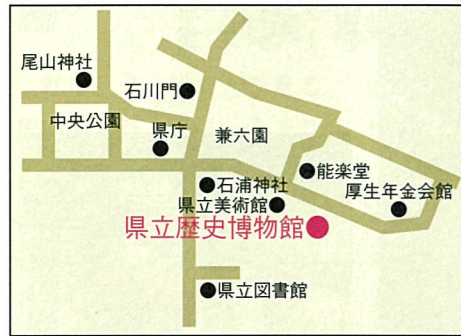 尾山神社
石川門
中央公園
県庁
兼六園
能楽堂
石浦神社
厚生年金会館
県立美術館
県立歴史博物館
県立図書館